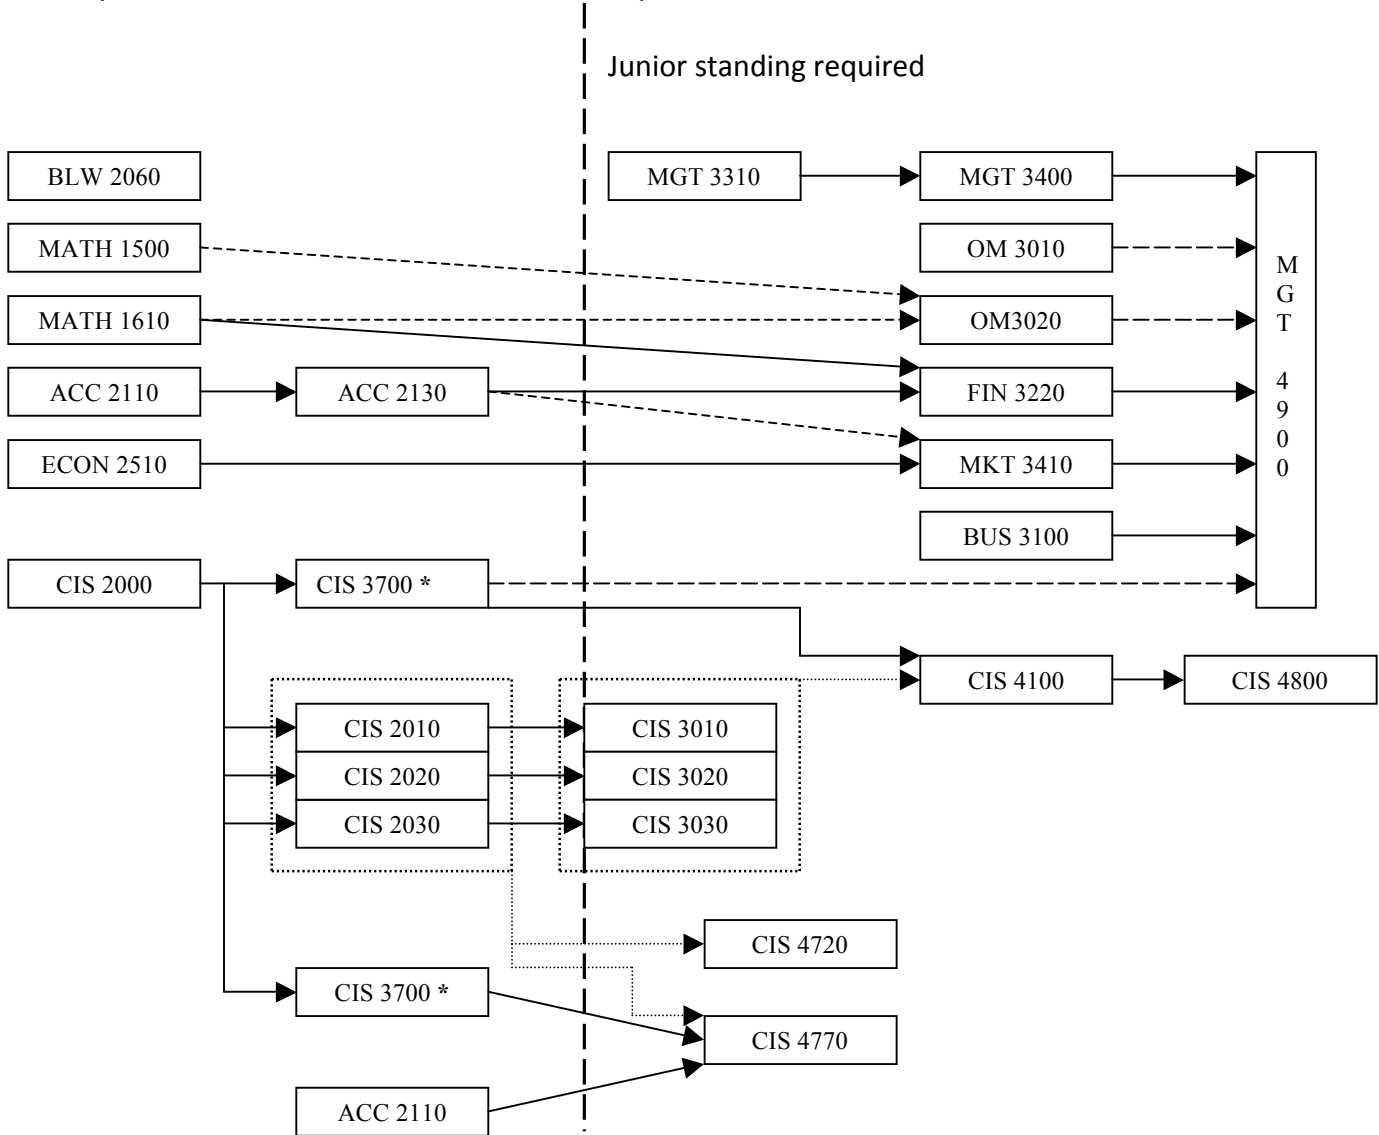 Junior standing required
BLW 2060
MGT 3310
MGT 3400
MATH 1500
OM 3010
MATH 1610
OM3020
ACC 2110
ACC 2130
FIN 3220
ECON 2510
MKT 3410
BUS 3100
M
G
T
4
9
0
0
CIS 2000
CIS 3700 *
CIS 4100
CIS 4800
CIS 2010
CIS 3010
CIS 2020
CIS 3020
CIS 2030
CIS 3030
CIS 4720
CIS 3700 *
CIS 4770
ACC 2110